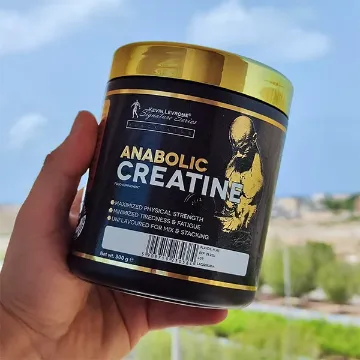 KEVIN LEVRONE
Signature Series
ANABOLIC
CREATINE
MAXIMIZED PHYSICAL STRENGTH
MINIMIZED TIREDNESS & FATIGUE
UNFLAVOURED FOR MIX & STACKING
Net wt. 300 g